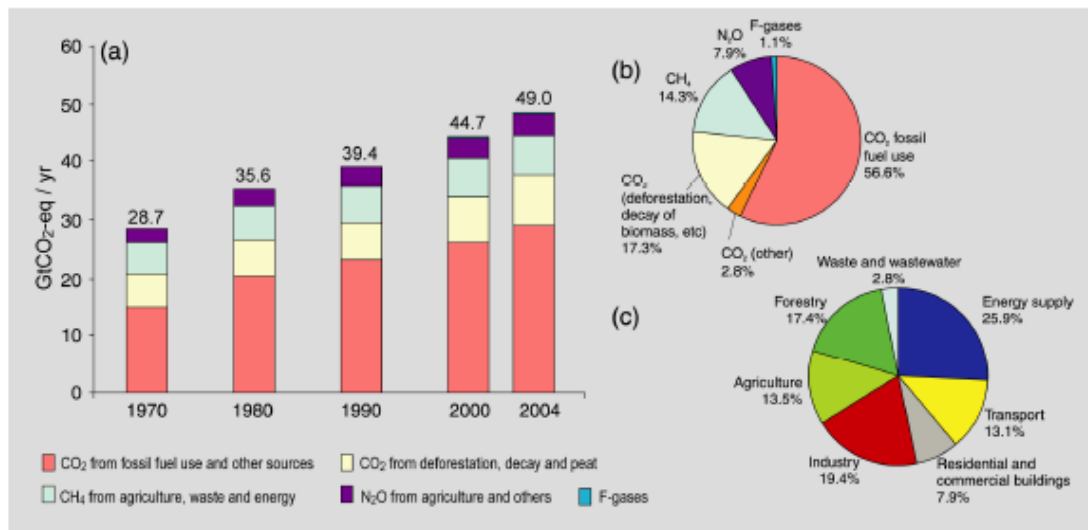 (a)
60
50
40
30
20
10
0
GtCO₂-eq / yr
28.7
35.6
39.4
44.7
49.0
1970
1980
1990
2000
2004
(b)
F-gases
1.1%
N₂O
7.9%
CH₄
14.3%
CO₂ fossil
fuel use
56.6%
CO₂
(deforestation,
decay of
biomass, etc)
17.3%
CO₂ (other)
2.8%
(c)
Waste and wastewater
2.8%
Forestry
17.4%
Energy supply
25.9%
Agriculture
13.5%
Transport
13.1%
Industry
19.4%
Residential and
commercial buildings
7.9%
CO₂ from fossil fuel use and other sources
CO₂ from deforestation, decay and peat
CH₄ from agriculture, waste and energy
N₂O from agriculture and others
F-gases